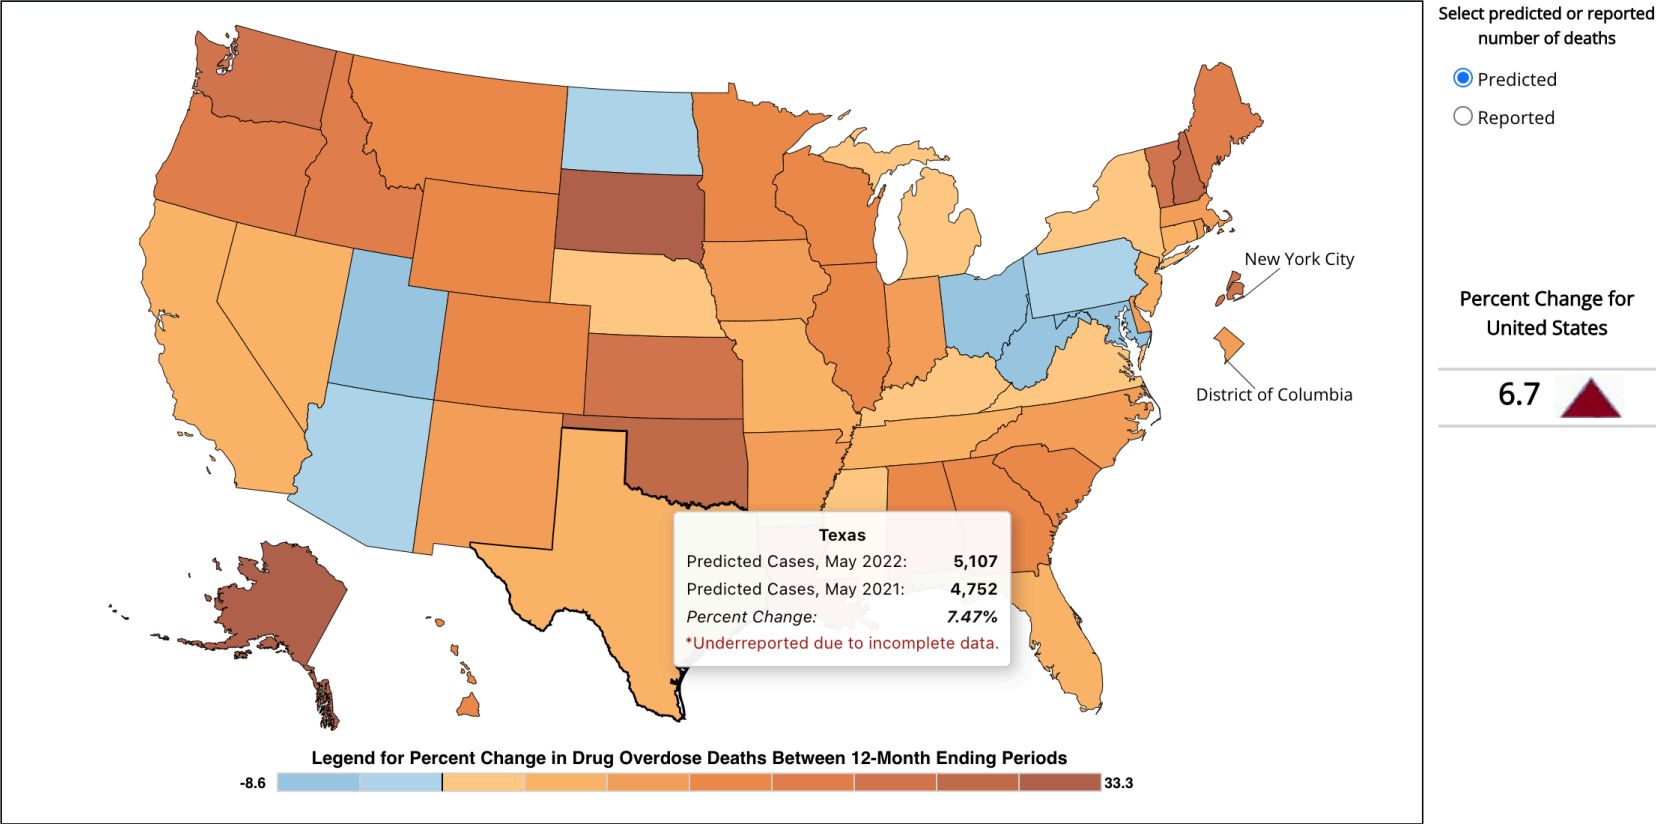 Select predicted or reported
number of deaths
Predicted
Reported
New York City
Percent Change for
United States
District of Columbia
6.7
Texas
Predicted Cases, May 2022: 5,107
Predicted Cases, May 2021: 4,752
Percent Change: 7.47%
*Underreported due to incomplete data.
Legend for Percent Change in Drug Overdose Deaths Between 12-Month Ending Periods
-8.6 33.3